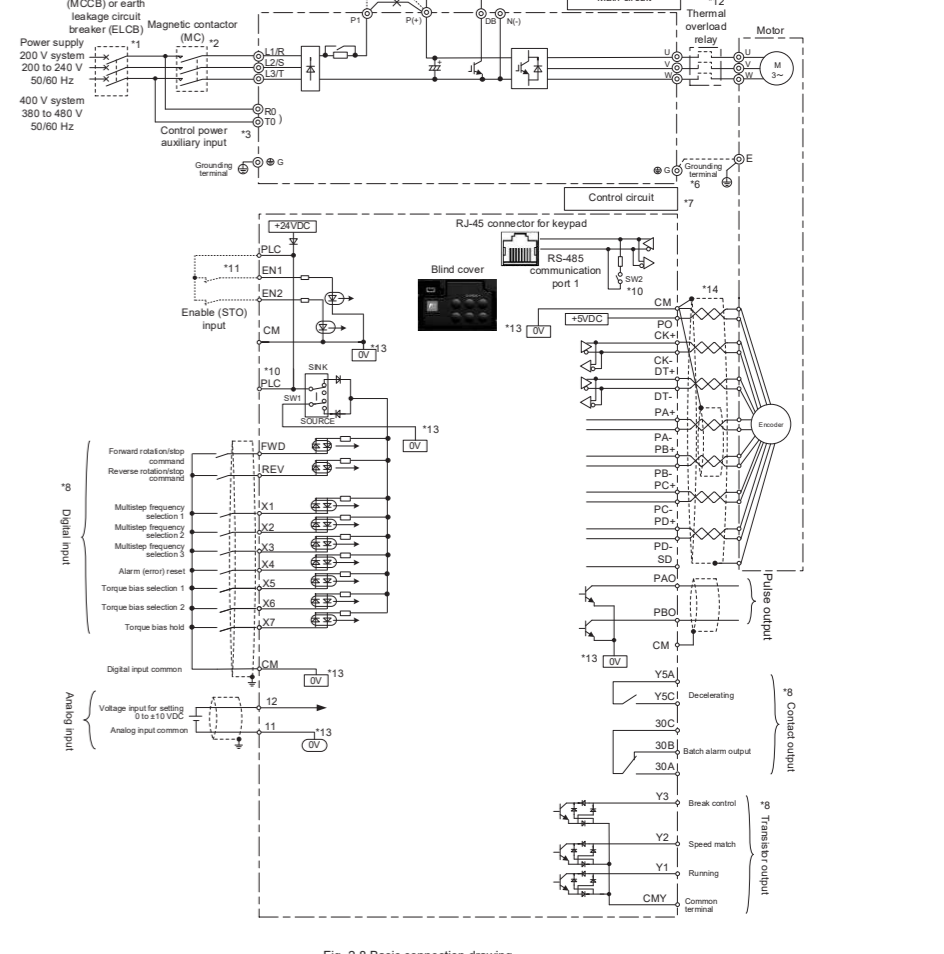 (MCCB) or earth
leakage circuit
breaker (ELCB)
*1
Magnetic contactor
(MC)
*2
Power supply
200 V system
200 to 240 V
50/60 Hz
400 V system
380 to 480 V
50/60 Hz
L1/R
L2/S
L3/T
R0
T0 )
Control power
auxiliary input
*3
Grounding
terminal
G
P1
P(+)
DB
N(-)
Main circuit
*12
Thermal
overload
relay
Motor
U
V
W
U
V
W
M
3~
E
G
Grounding
terminal
*6
Control circuit
*7
+24VDC
PLC
*11
EN1
EN2
Enable (STO)
input
CM
0V
*13
RJ-45 connector for keypad
RS-485
communication
port 1
SW2
*10
Blind cover
*10
PLC
SINK
SW1
SOURCE
*13
0V
*13
0V
+5VDC
*14
CM
PO
CK+
CK-
DT+
DT-
PA+
PA-
PB+
PB-
PC+
PC-
PD+
PD-
SD
Encoder
PAO
PBO
CM
*13
0V
Pulse output
*8
Digital input
Forward rotation/stop
command
FWD
Reverse rotation/stop
command
REV
Multistep frequency
selection 1
X1
Multistep frequency
selection 2
X2
Multistep frequency
selection 3
X3
Alarm (error) reset
X4
Torque bias selection 1
X5
Torque bias selection 2
X6
Torque bias hold
X7
Digital input common
CM
*13
0V
Analog input
Voltage input for setting
0 to ±10 VDC
12
Analog input common
11
*13
0V
Y5A
Y5C
Decelerating
30C
30B
Batch alarm output
30A
*8
Contact output
Y3
Break control
Y2
Speed match
Y1
Running
CMY
Common
terminal
*8
Transistor output